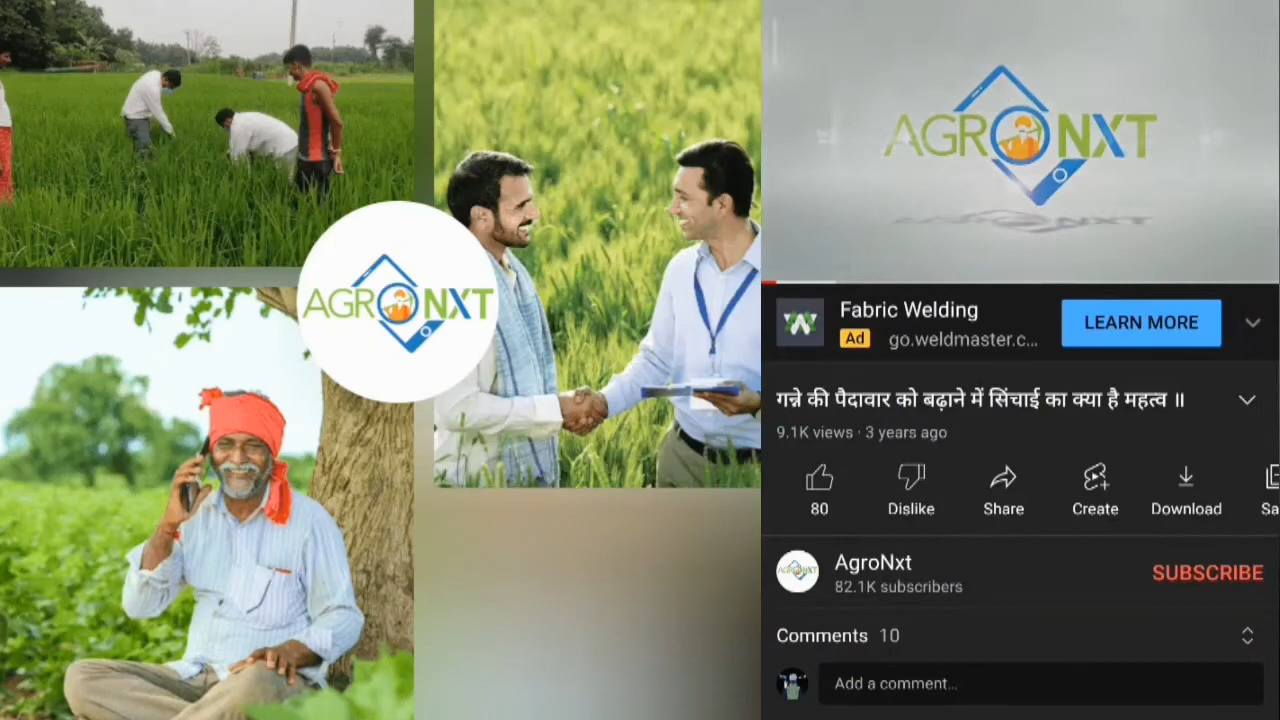 AGRONXT
AGRONXT
Fabric Welding
LEARN MORE
Ad
go.weldmaster.c...
गन्ने की पैदावार को बढ़ाने में सिंचाई का क्या है महत्व ॥
9.1K views · 3 years ago
80
Dislike
Share
Create
Download
Sa
AgroNxt
82.1K subscribers
SUBSCRIBE
Comments 10
Add a comment...